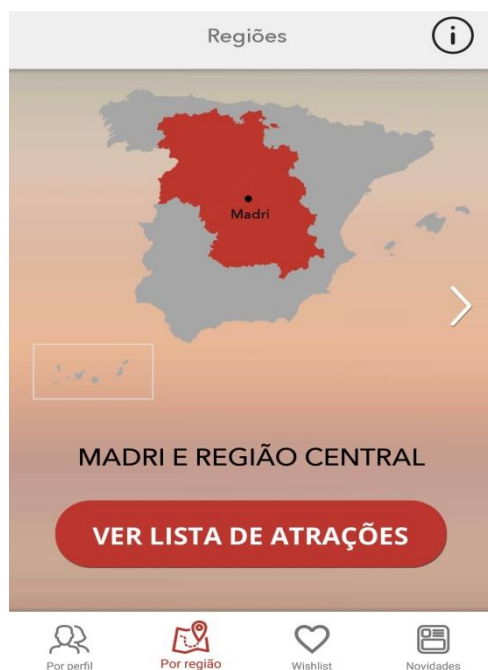 Regiões
Madri
MADRI E REGIÃO CENTRAL
VER LISTA DE ATRAÇÕES
Por perfil
Por região
Wishlist
Novidades